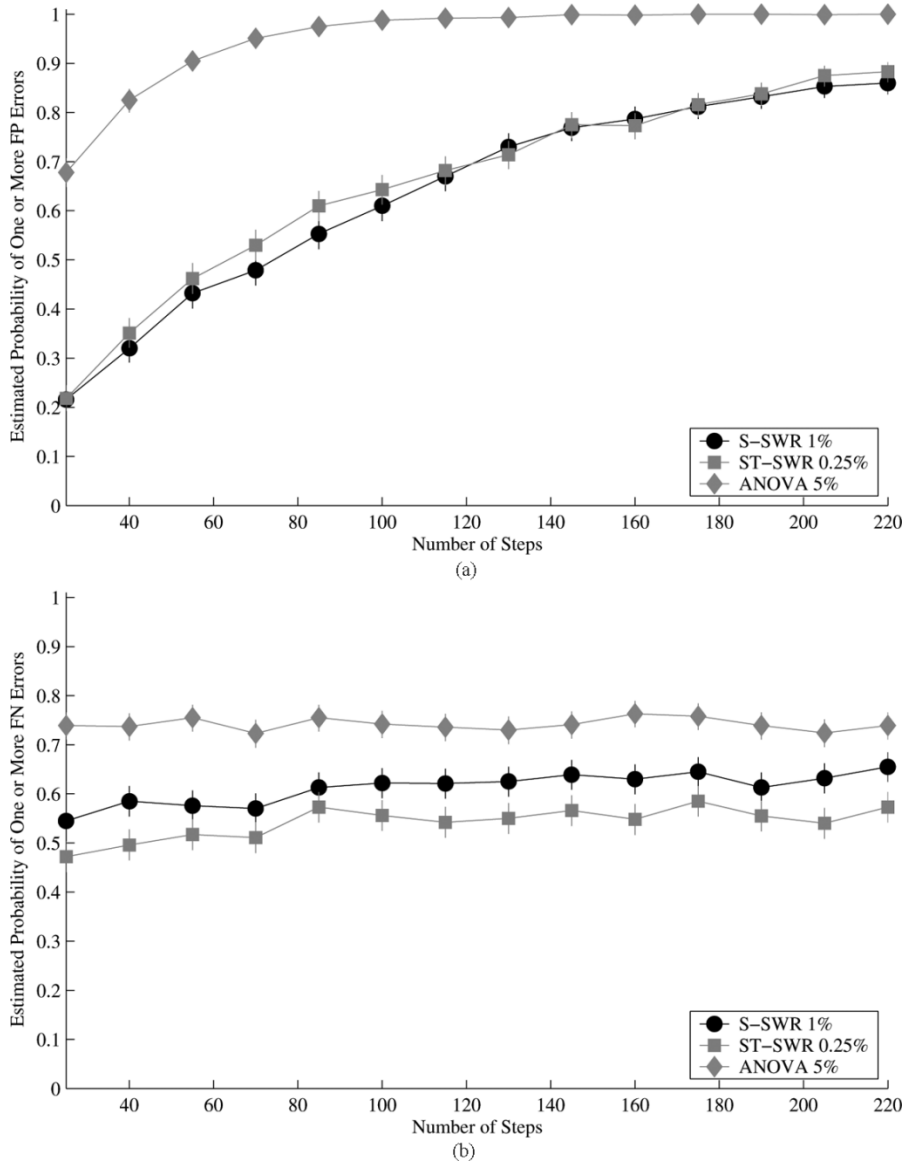 1
0.9
0.8
0.7
0.6
0.5
0.4
0.3
0.2
0.1
0
Estimated Probability of One or More FP Errors
S-SWR 1%
ST-SWR 0.25%
ANOVA 5%
40 60 80 100 120 140 160 180 200 220
Number of Steps
(a)
1
0.9
0.8
0.7
0.6
0.5
0.4
0.3
0.2
0.1
0
Estimated Probability of One or More FN Errors
S-SWR 1%
ST-SWR 0.25%
ANOVA 5%
40 60 80 100 120 140 160 180 200 220
Number of Steps
(b)